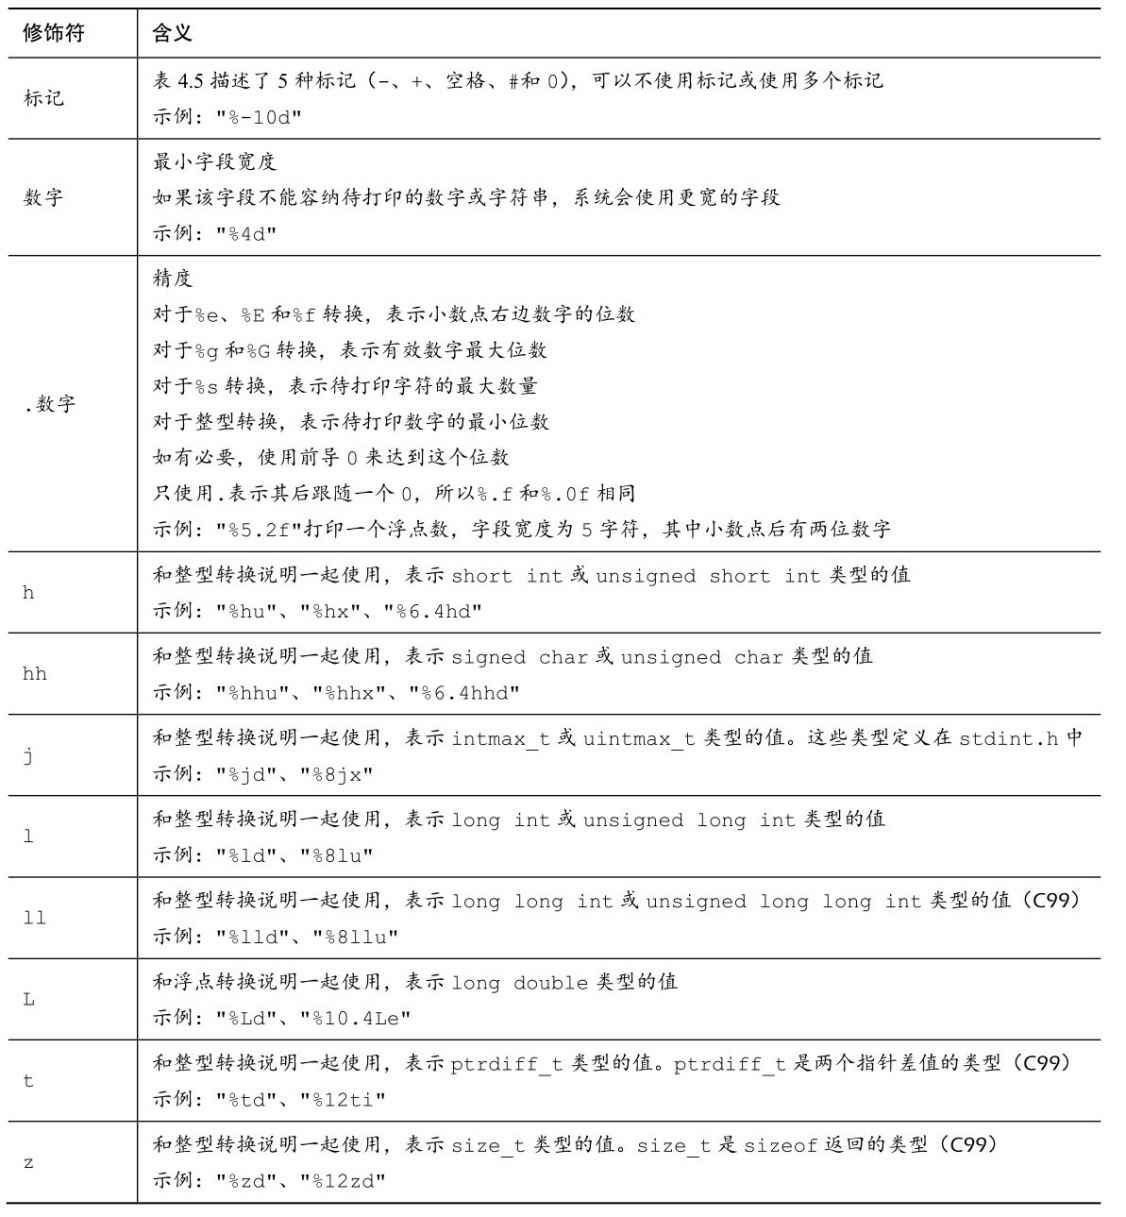 修饰符 含义
标记
表 4.5 描述了 5 种标记（-、+、空格、#和 0），可以不使用标记或使用多个标记
示例："%-10d"
数字
最小字段宽度
如果该字段不能容纳待打印的数字或字符串，系统会使用更宽的字段
示例："%4d"
.数字
精度
对于%e、%E 和%f 转换，表示小数点右边数字的位数
对于%g 和%G 转换，表示有效数字最大位数
对于%s 转换，表示待打印字符的最大数量
对于整型转换，表示待打印数字的最小位数
如有必要，使用前导 0 来达到这个位数
只使用.表示其后跟随一个 0，所以%.f 和%.0f 相同
示例："%5.2f"打印一个浮点数，字段宽度为 5 字符，其中小数点后有两位数字
h
和整型转换说明一起使用，表示 short int 或 unsigned short int 类型的值
示例："%hu"、"%hx"、"%6.4hd"
hh
和整型转换说明一起使用，表示 signed char 或 unsigned char 类型的值
示例："%hhu"、"%hhx"、"%6.4hhd"
j
和整型转换说明一起使用，表示 intmax_t 或 uintmax_t 类型的值。这些类型定义在 stdint.h 中
示例："%jd"、"%8jx"
l
和整型转换说明一起使用，表示 long int 或 unsigned long int 类型的值
示例："%ld"、"%8lu"
ll
和整型转换说明一起使用，表示 long long int 或 unsigned long long int 类型的值（C99）
示例："%lld"、"%8llu"
L
和浮点转换说明一起使用，表示 long double 类型的值
示例："%Ld"、"%10.4Le"
t
和整型转换说明一起使用，表示 ptrdiff_t 类型的值。ptrdiff_t 是两个指针差值的类型（C99）
示例："%td"、"%12ti"
z
和整型转换说明一起使用，表示 size_t 类型的值。size_t 是 sizeof 返回的类型（C99）
示例："%zd"、"%12zd"